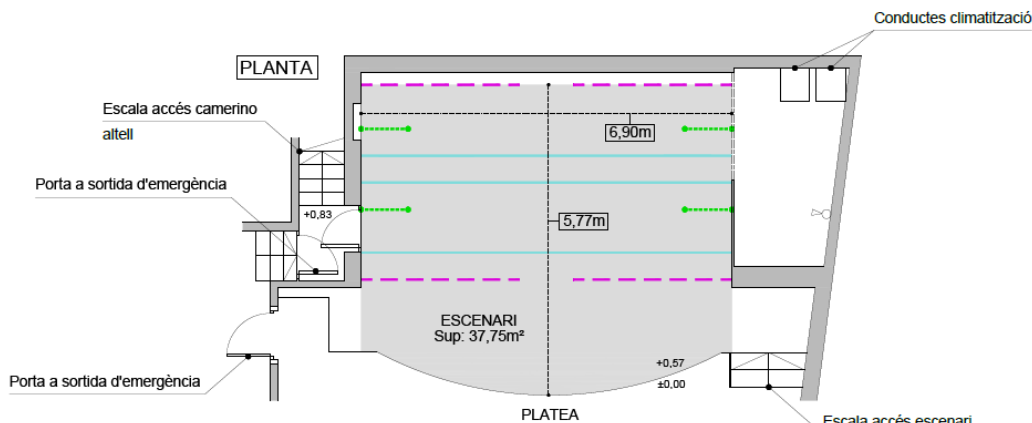 Conductes climatització
PLANTA
Escala accés camerino
altell
6,90m
Porta a sortida d'emergència
+0,83
5,77m
ESCENARI
Sup: 37,75m²
+0,57
±0,00
Porta a sortida d'emergència
PLATEA
Escala accés escenari